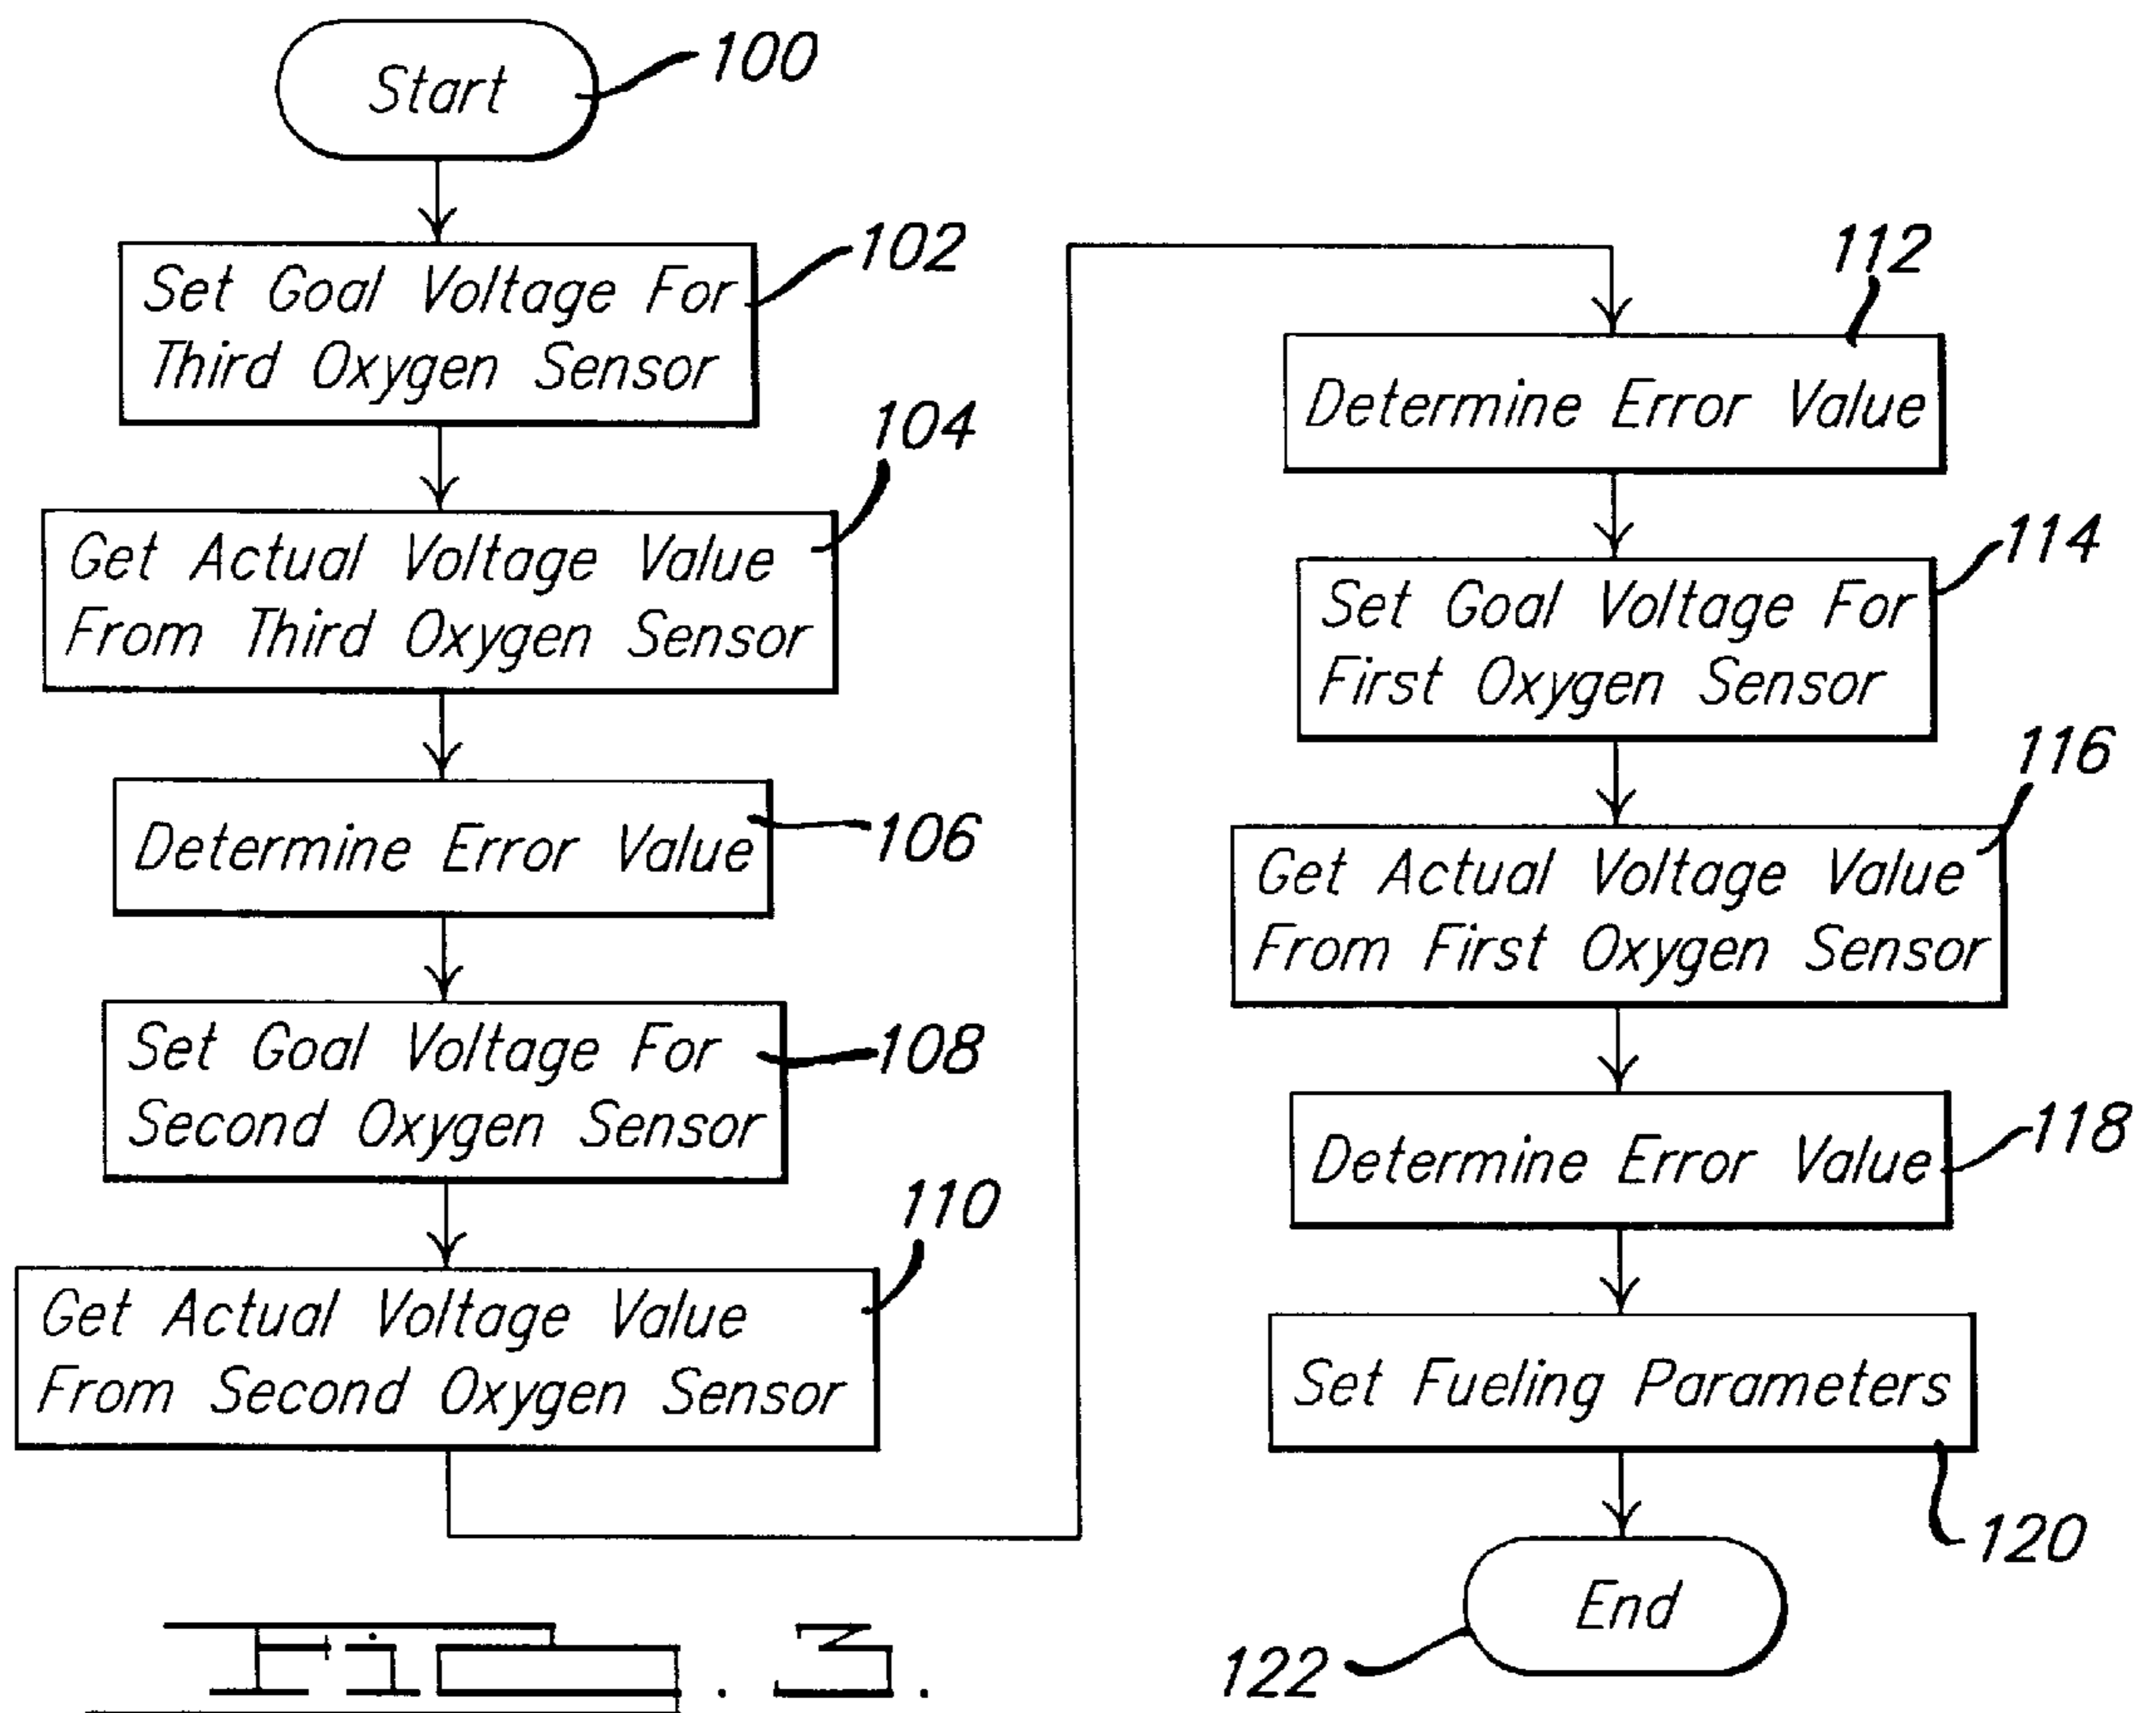 Start
100
Set Goal Voltage For
Third Oxygen Sensor
102
Get Actual Voltage Value
From Third Oxygen Sensor
104
Determine Error Value
106
Set Goal Voltage For
Second Oxygen Sensor
108
Get Actual Voltage Value
From Second Oxygen Sensor
110
Determine Error Value
112
Set Goal Voltage For
First Oxygen Sensor
114
Get Actual Voltage Value
From First Oxygen Sensor
116
Determine Error Value
118
Set Fueling Parameters
120
End
122
Fig. 3.